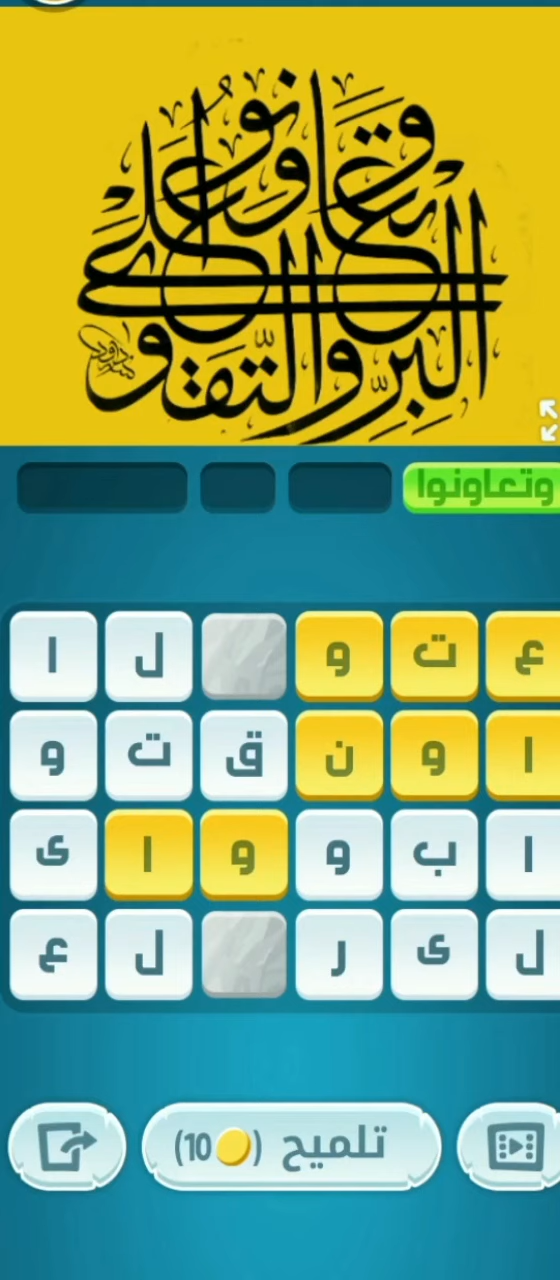 وتعاونوا على
البر والتقوى
وتعاونوا
ع ت و ل ا
ا و ن ق ت و
ا ب و و ا ى
ل ى ر ل ع
تلميح (10)